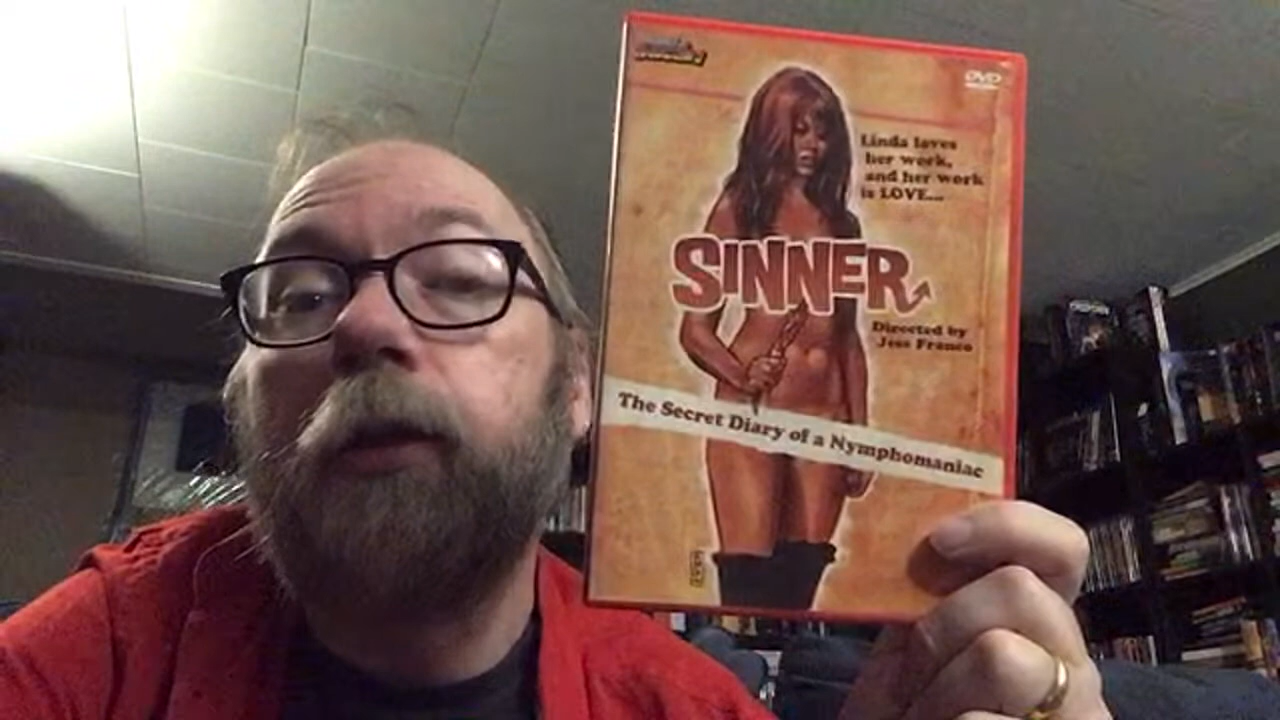 DVD
Linda loves
her work,
and her work
is LOVE...
SINNER
Directed by
Jess Franco
The Secret Diary of a Nymphomaniac